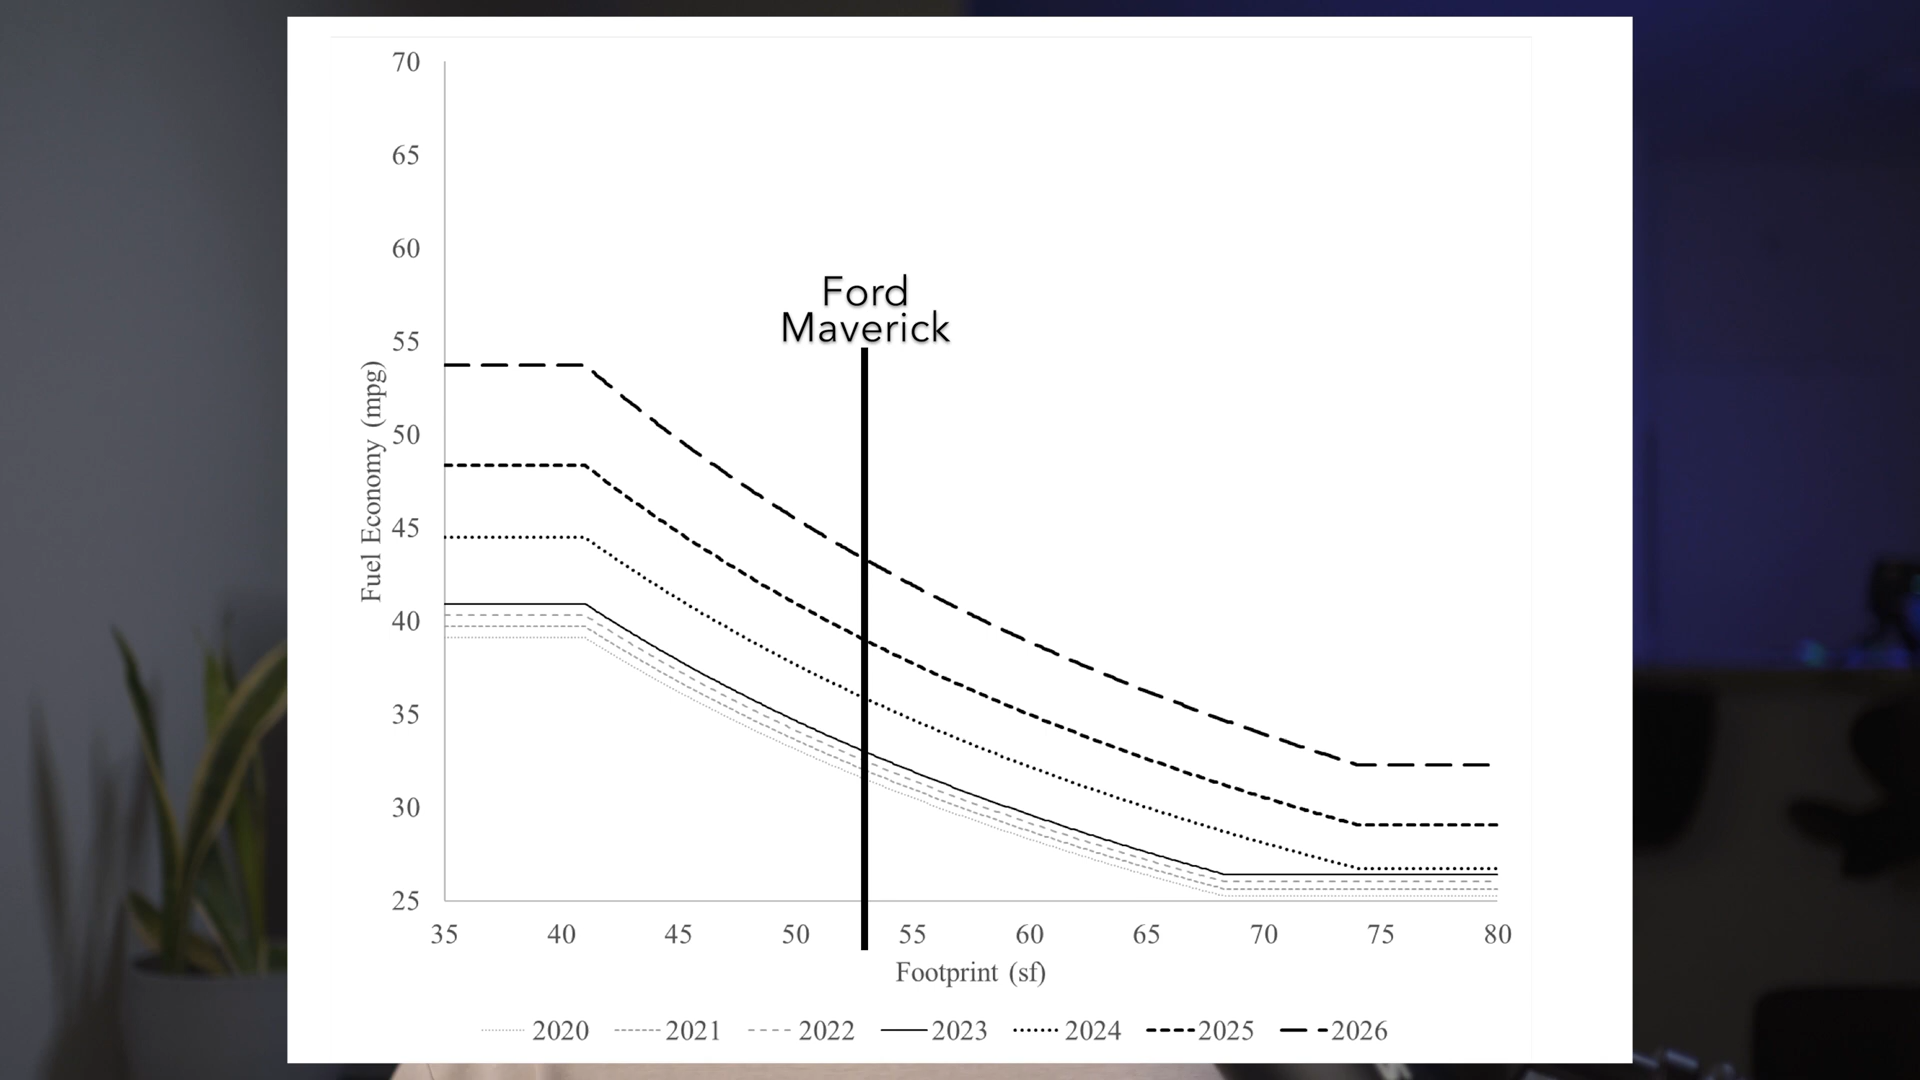 70
65
60
55
50
45
40
35
30
25
Fuel Economy (mpg)
Ford
Maverick
35 40 45 50 55 60 65 70 75 80
Footprint (sf)
2020 2021 2022 2023 2024 2025 2026